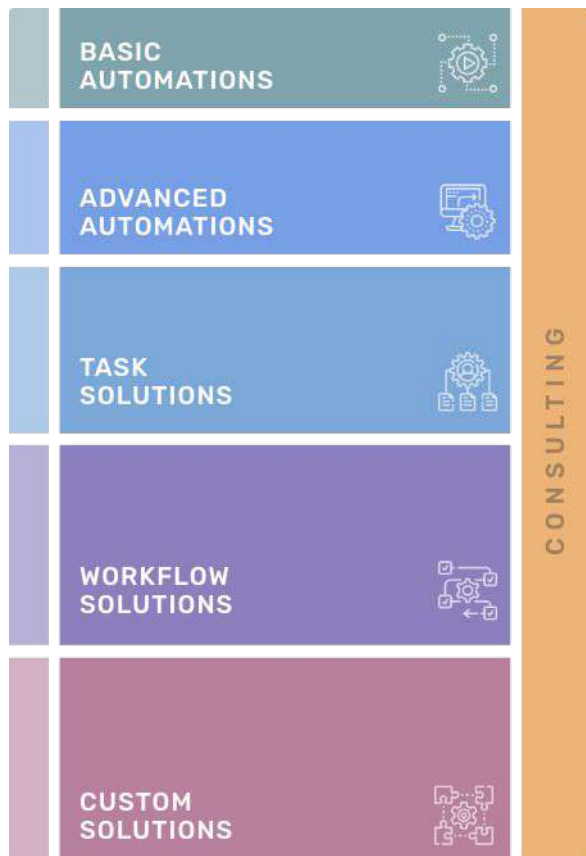 BASIC
AUTOMATIONS
ADVANCED
AUTOMATIONS
TASK
SOLUTIONS
WORKFLOW
SOLUTIONS
CUSTOM
SOLUTIONS
CONSULTING